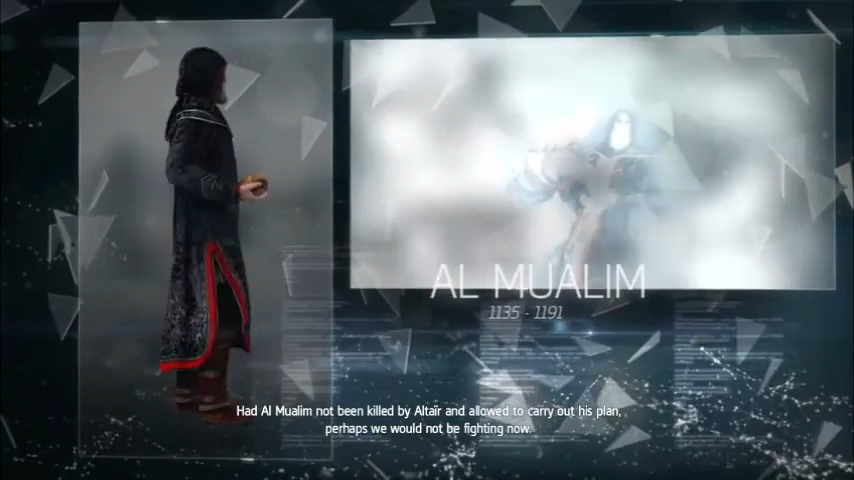 AL MUALIM
1135 - 1191
Had Al Mualim not been killed by Altaïr and allowed to carry out his plan,
perhaps we would not be fighting now.